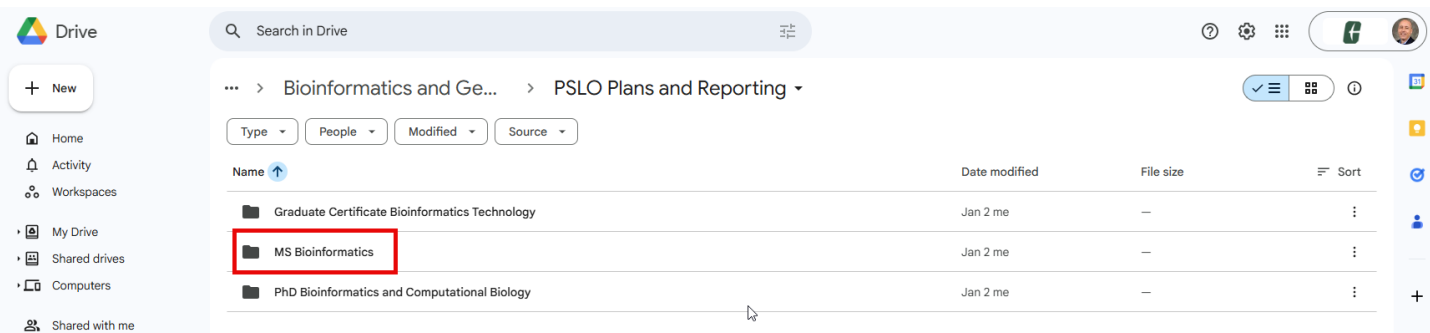 Drive
Search in Drive
New
Home
Activity
Workspaces
My Drive
Shared drives
Computers
Shared with me
... > Bioinformatics and Ge... > PSLO Plans and Reporting
Type People Modified Source
Name Date modified File size Sort
Graduate Certificate Bioinformatics Technology Jan 2 me —
MS Bioinformatics Jan 2 me —
PhD Bioinformatics and Computational Biology Jan 2 me —
31